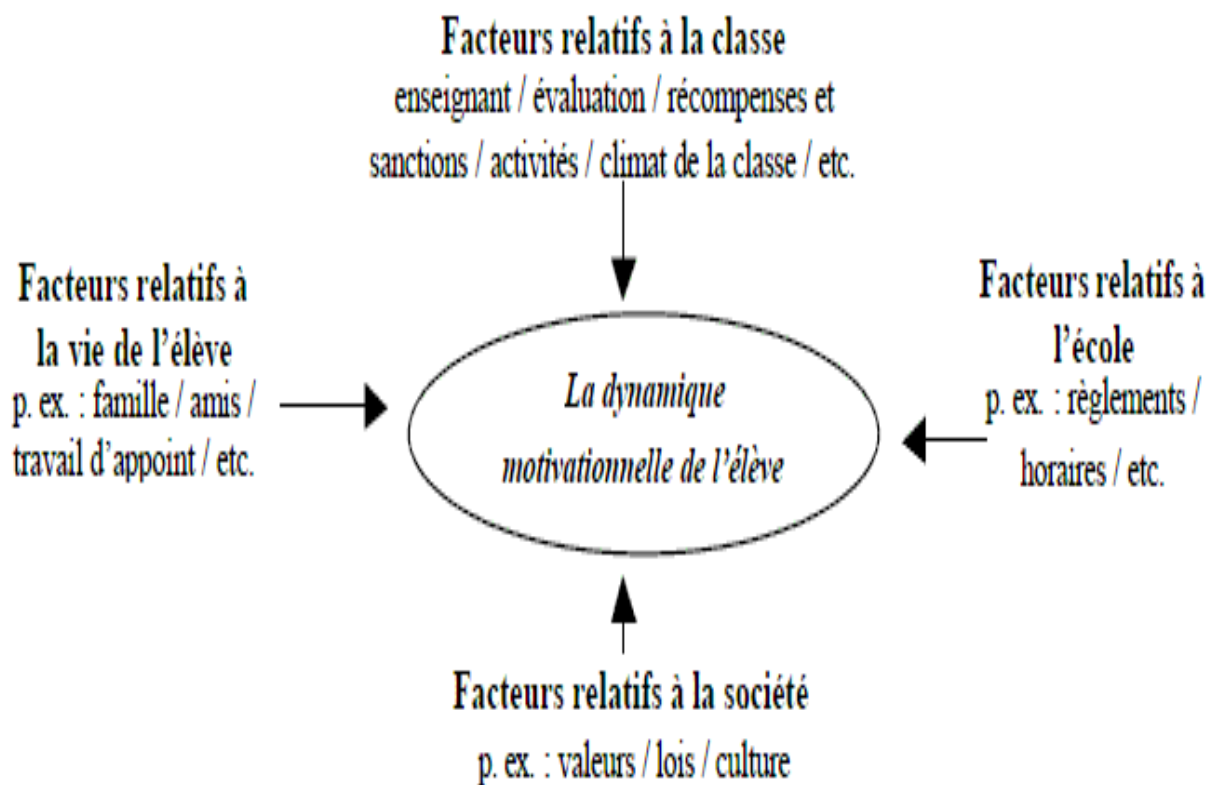 Facteurs relatifs à la classe
enseignant / évaluation / récompenses et
sanctions / activités / climat de la classe / etc.
Facteurs relatifs à
la vie de l'élève
p. ex. : famille / amis /
travail d'appoint / etc.
La dynamique
motivationnelle de l'élève
Facteurs relatifs à
l'école
p. ex. : règlements /
horaires / etc.
Facteurs relatifs à la société
p. ex. : valeurs / lois / culture